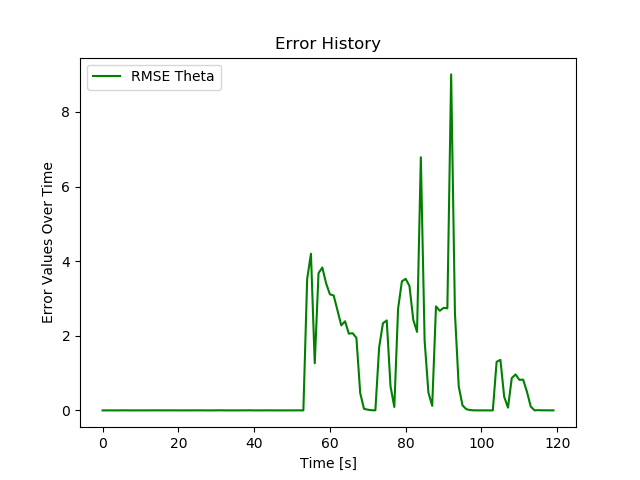 Error History
RMSE Theta
Error Values Over Time
8
6
4
2
0
0 20 40 60 80 100 120
Time [s]